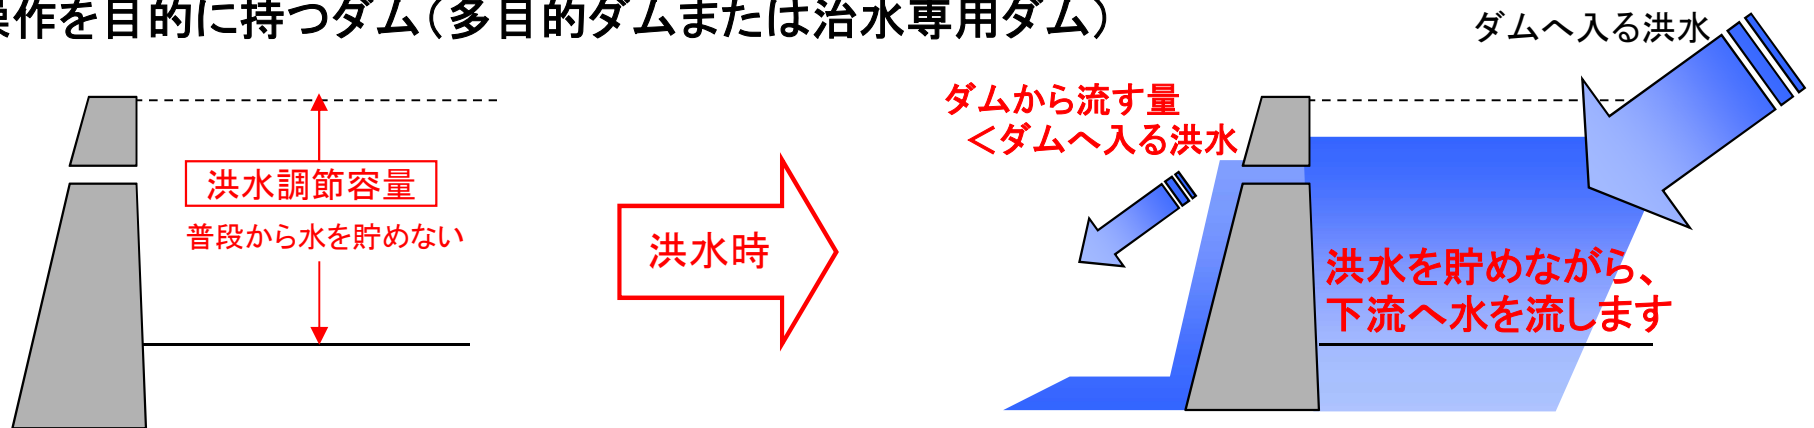 操作を目的に持つダム（多目的ダムまたは治水専用ダム）
ダムへ入る洪水
ダムから流す量
＜ダムへ入る洪水
洪水調節容量
普段から水を貯めない
洪水時
洪水を貯めながら、
下流へ水を流します